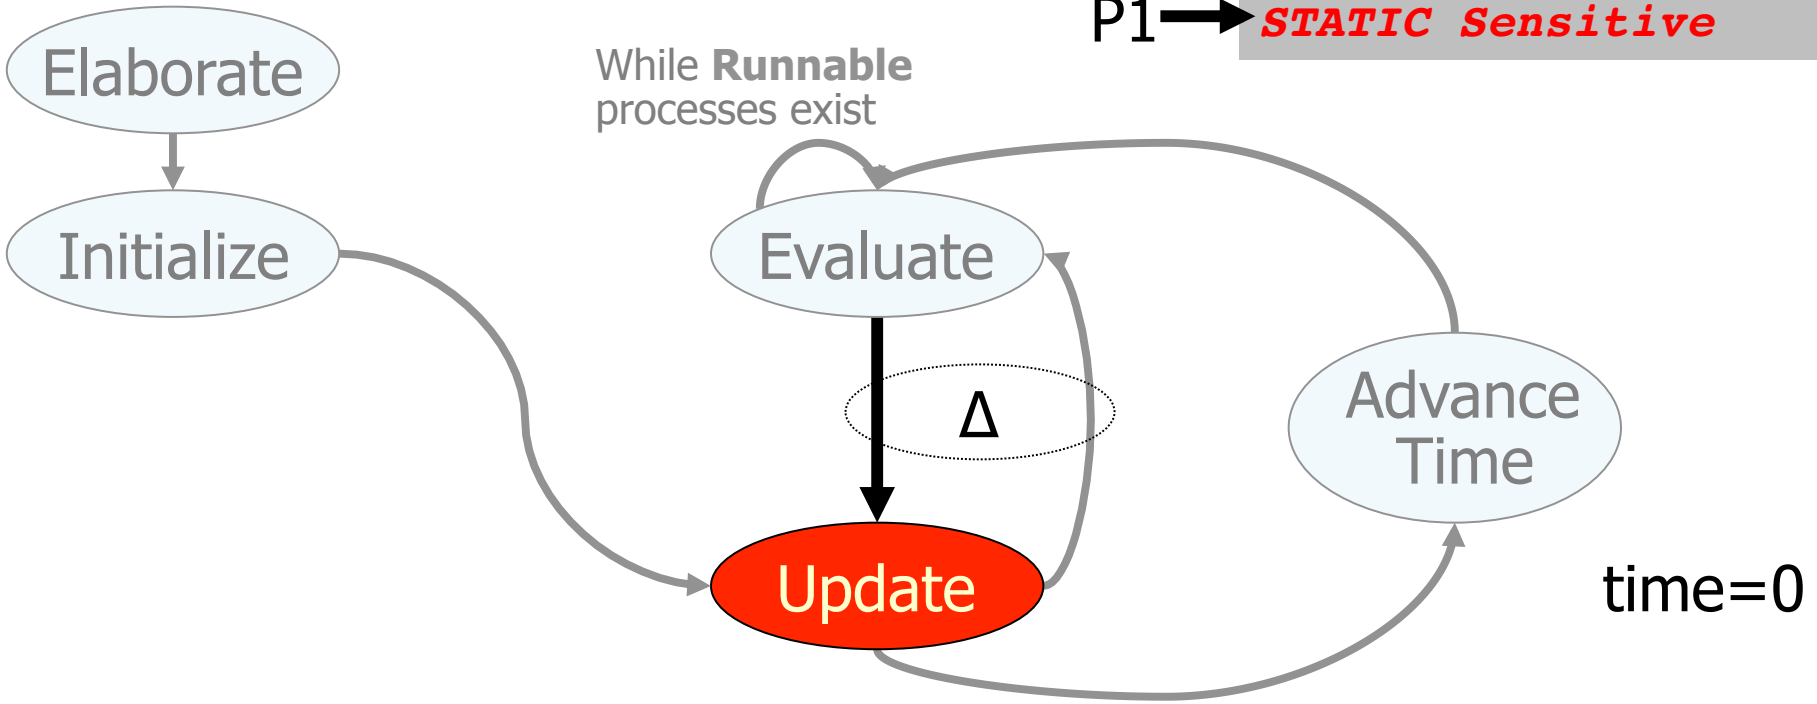 P1
STATIC Sensitive
Elaborate
While Runnable
processes exist
Initialize
Evaluate
Δ
Advance
Time
Update
time=0